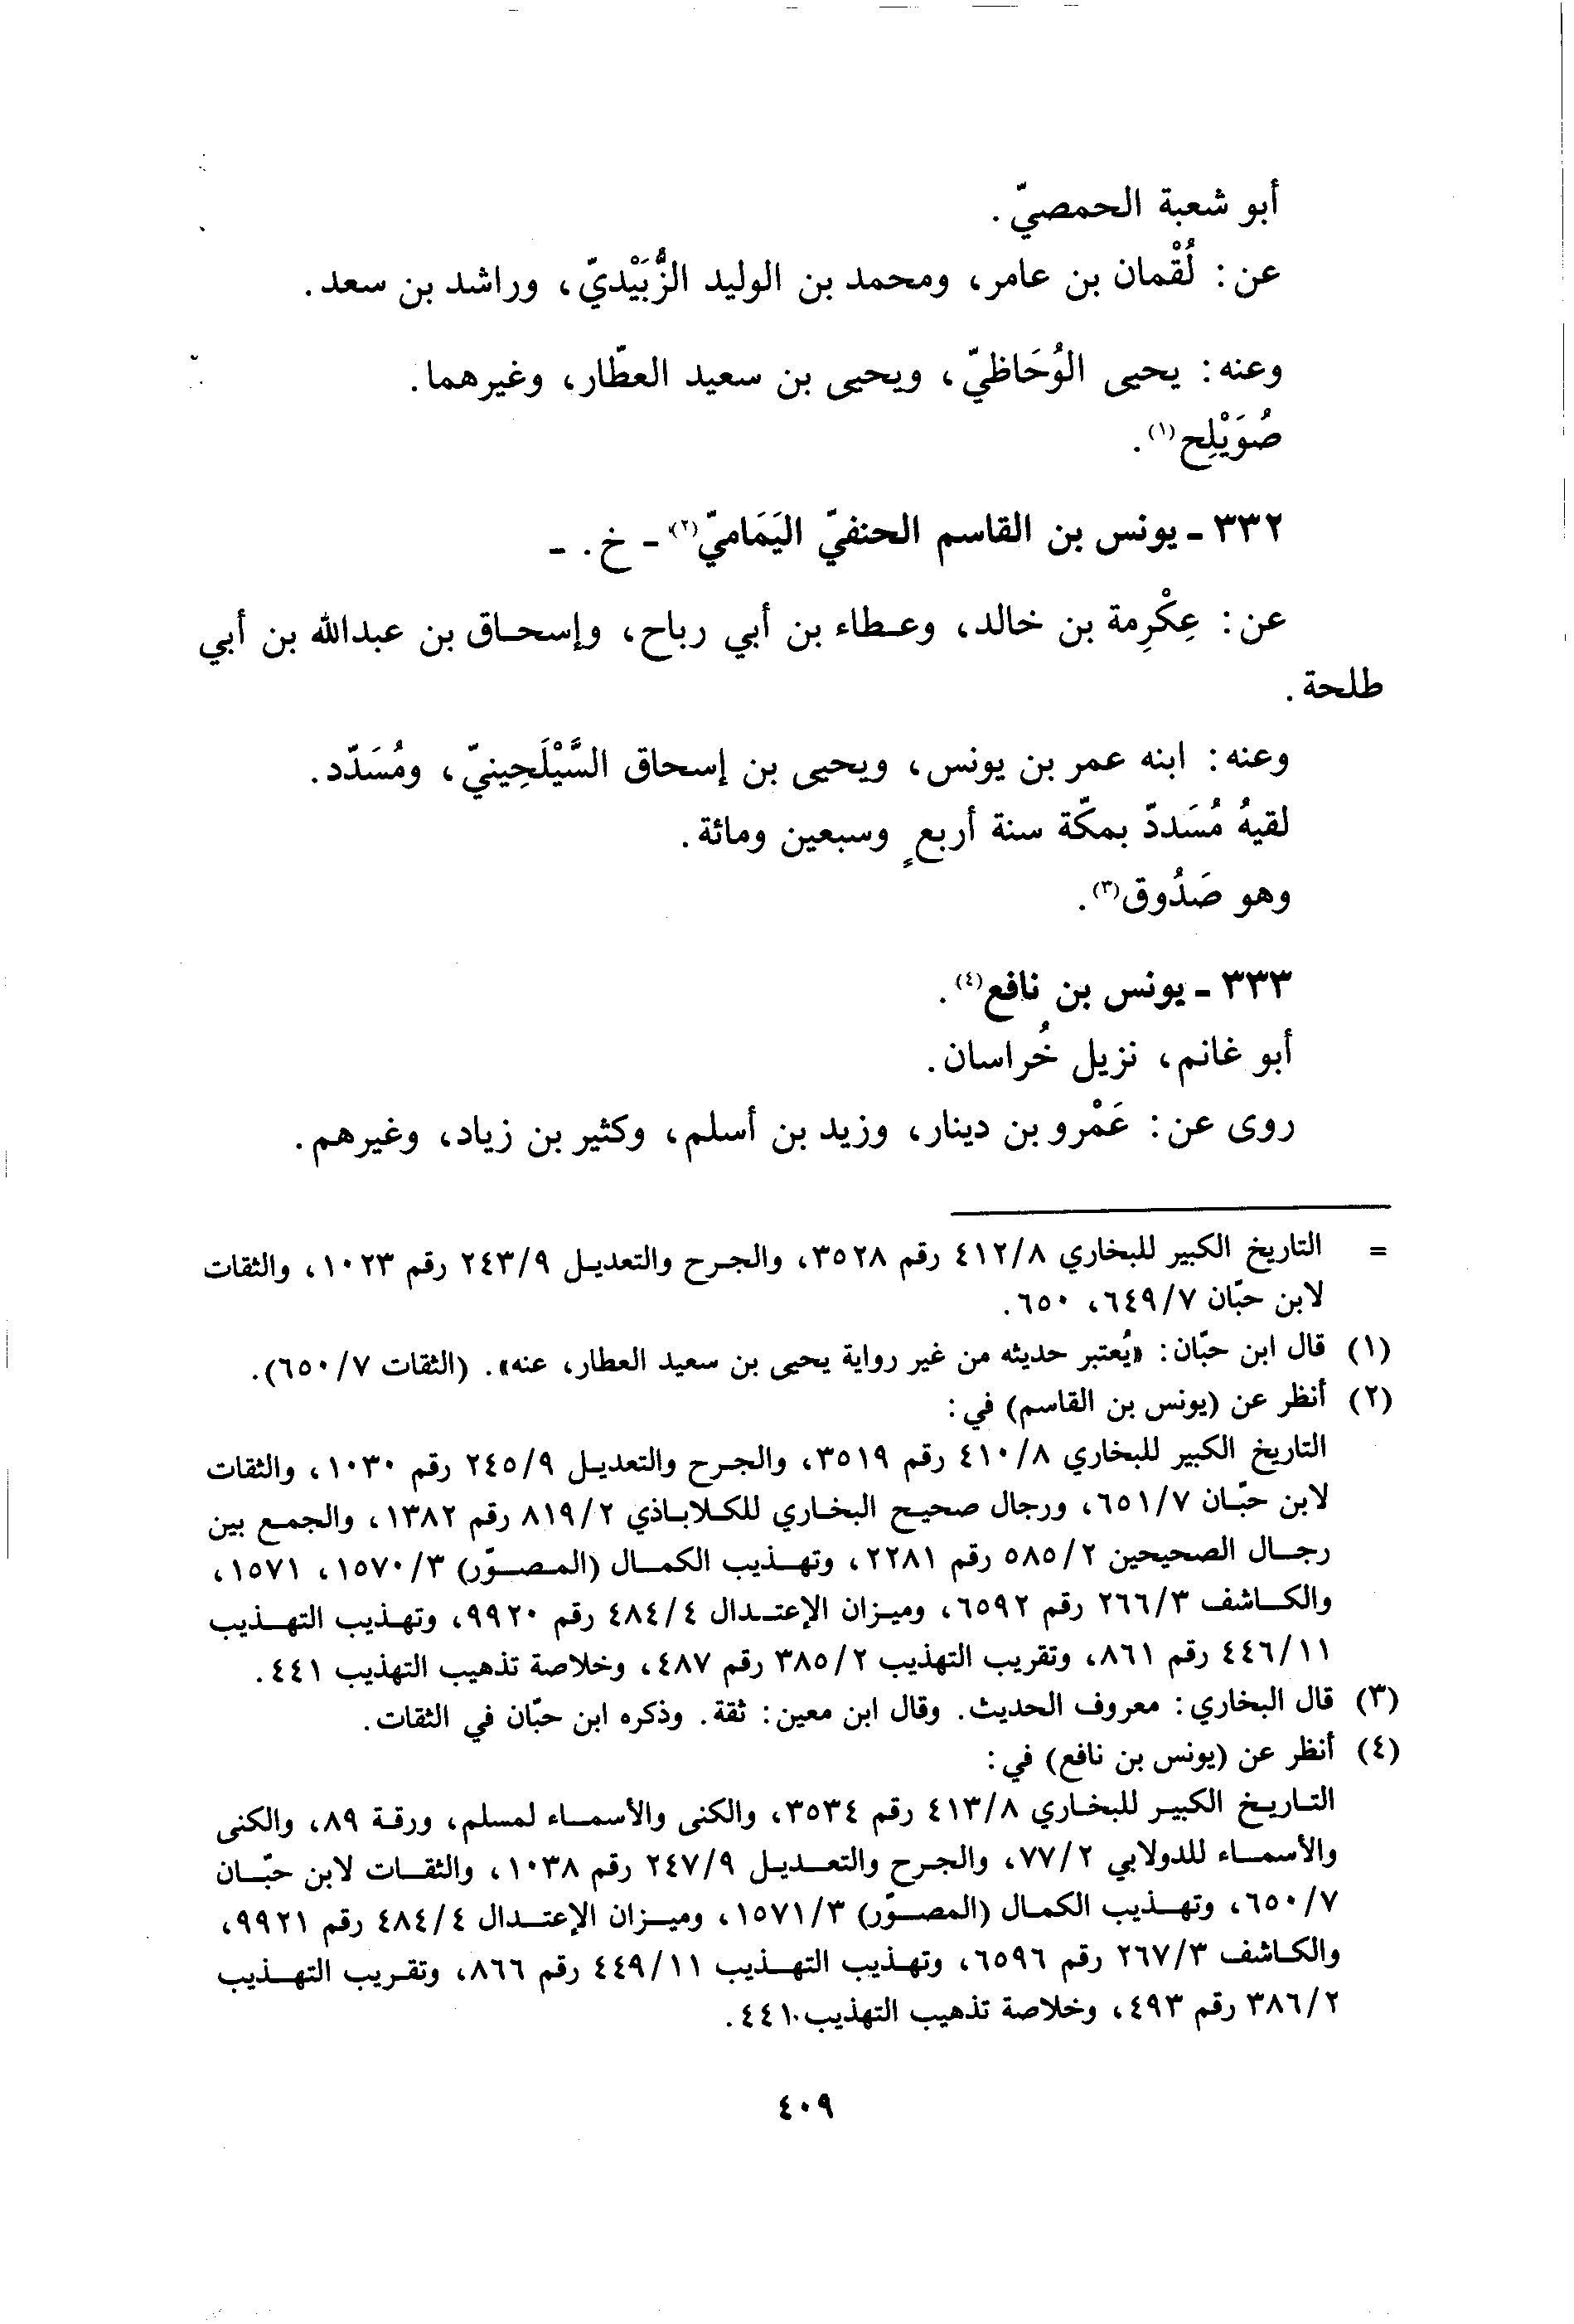 أبو شعبة الحمصيّ.
عن: لُقْمان بن عامر، ومحمد بن الوليد الزُّبَيْديّ، وراشد بن سعد.
وعنه: يحيى الوُحَاظيّ، ويحيى بن سعيد العطّار، وغيرهما.
صُوَيْلِح(١).
٣٣٢ - يونس بن القاسم الحنفيّ اليَمَاميّ(٢) - خ. -
عن: عِكْرِمة بن خالد، وعطاء بن أبي رباح، وإسحاق بن عبدالله بن أبي
طلحة.
وعنه: ابنه عمر بن يونس، ويحيى بن إسحاق السَّيْلَحِينيّ، ومُسَدّد.
لقيهُ مُسَددّ بمكّة سنة أربعٍ وسبعين ومائة.
وهو صَدُوق(٣).
٣٣٣ - يونس بن نافع(٤).
أبو غانم، نزيل خُراسان.
روى عن: عَمْرو بن دينار، وزيد بن أسلم، وكثير بن زياد، وغيرهم.
= التاريخ الكبير للبخاري ٤١٢/٨ رقم ٣٥٢٨، والجرح والتعديل ٢٤٣/٩ رقم ١٠٢٣، والثقات
لابن حبّان ٦٤٩/٧، ٦٥٠.
(١) قال ابن حبّان: «يُعتبر حديثه من غير رواية يحيى بن سعيد العطار، عنه». (الثقات ٦٥٠/٧).
(٢) أنظر عن (يونس بن القاسم) في:
التاريخ الكبير للبخاري ٤١٠/٨ رقم ٣٥١٩، والجرح والتعديل ٢٤٥/٩ رقم ١٠٣٠، والثقات
لابن حبّان ٦٥١/٧، ورجال صحيح البخاري للكلاباذي ٨١٩/٢ رقم ١٣٨٢، والجمع بين
رجال الصحيحين ٥٨٥/٢ رقم ٢٢٨١، وتهذيب الكمال (المصوّر) ١٥٧٠/٣، ١٥٧١،
والكاشف ٢٦٦/٣ رقم ٦٥٩٢، وميزان الإعتدال ٤٨٤/٤ رقم ٩٩٢٠، وتهذيب التهذيب
٤٤٦/١١ رقم ٨٦١، وتقريب التهذيب ٣٨٥/٢ رقم ٤٨٧، وخلاصة تذهيب التهذيب ٤٤١.
(٣) قال البخاري: معروف الحديث. وقال ابن معين: ثقة. وذكره ابن حبّان في الثقات.
(٤) أنظر عن (يونس بن نافع) في:
التاريخ الكبير للبخاري ٤١٣/٨ رقم ٣٥٣٤، والكنى والأسماء لمسلم، ورقة ٨٩، والكنى
والأسماء للدولابي ٧٧/٢، والجرح والتعديل ٢٤٧/٩ رقم ١٠٣٨، والثقات لابن حبّان
٦٥٠/٧، وتهذيب الكمال (المصوّر) ١٥٧١/٣، وميزان الإعتدال ٤٨٤/٤ رقم ٩٩٢١،
والكاشف ٢٦٧/٣ رقم ٦٥٩٦، وتهذيب التهذيب ٤٤٩/١١ رقم ٨٦٦، وتقريب التهذيب
٣٨٦/٢ رقم ٤٩٣، وخلاصة تذهيب التهذيب ٤٤١.
٤٠٩